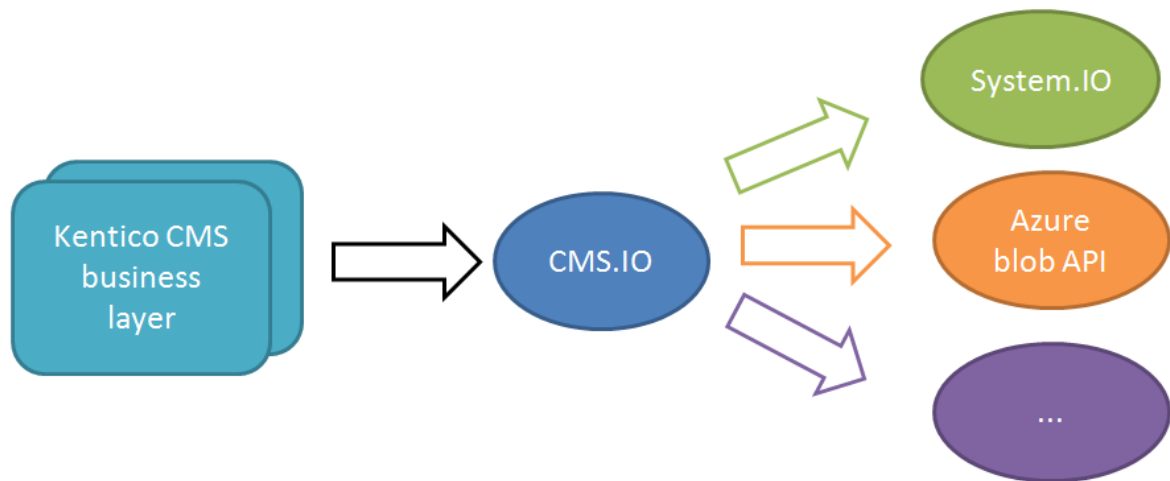 Kentico CMS
business
layer
CMS.IO
System.IO
Azure
blob API
...